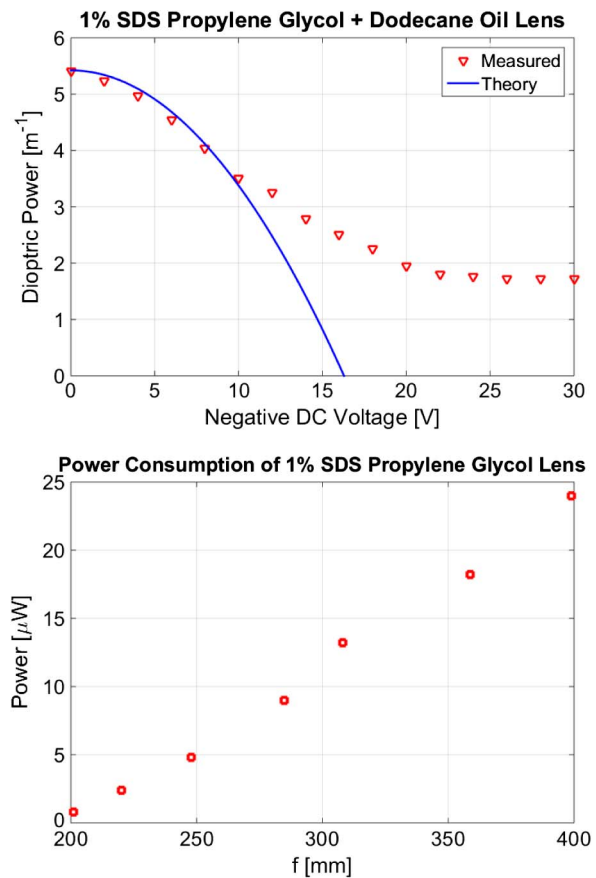 1% SDS Propylene Glycol + Dodecane Oil Lens
6
5
4
3
2
1
0
Dioptric Power [m⁻¹]
Measured
Theory
0 5 10 15 20 25 30
Negative DC Voltage [V]
Power Consumption of 1% SDS Propylene Glycol Lens
25
20
15
10
5
0
Power [μW]
200 250 300 350 400
f [mm]